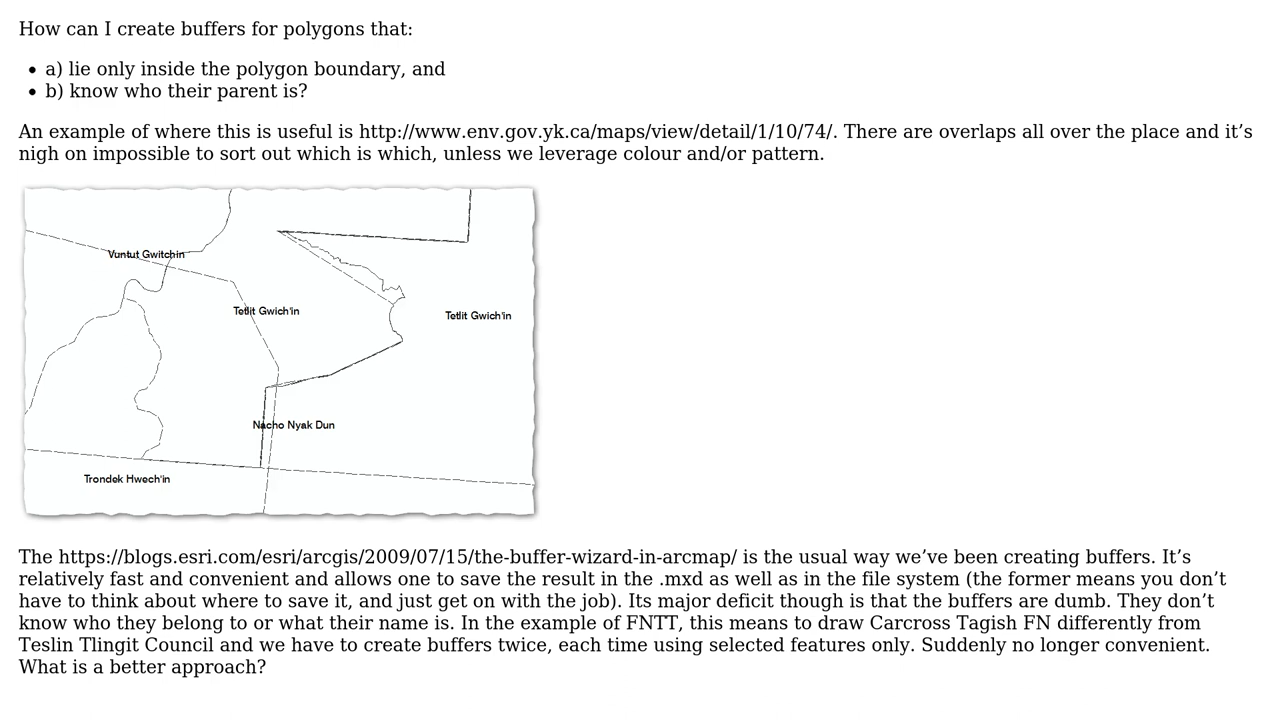 How can I create buffers for polygons that:
• a) lie only inside the polygon boundary, and
• b) know who their parent is?
An example of where this is useful is http://www.env.gov.yk.ca/maps/view/detail/1/10/74/. There are overlaps all over the place and it’s
nigh on impossible to sort out which is which, unless we leverage colour and/or pattern.
Vuntut Gwitchin
Tetlit Gwich'in
Tetlit Gwich'in
Nacho Nyak Dun
Trondek Hwech'in
The https://blogs.esri.com/esri/arcgis/2009/07/15/the-buffer-wizard-in-arcmap/ is the usual way we’ve been creating buffers. It’s
relatively fast and convenient and allows one to save the result in the .mxd as well as in the file system (the former means you don’t
have to think about where to save it, and just get on with the job). Its major deficit though is that the buffers are dumb. They don’t
know who they belong to or what their name is. In the example of FNTT, this means to draw Carcross Tagish FN differently from
Teslin Tlingit Council and we have to create buffers twice, each time using selected features only. Suddenly no longer convenient.
What is a better approach?